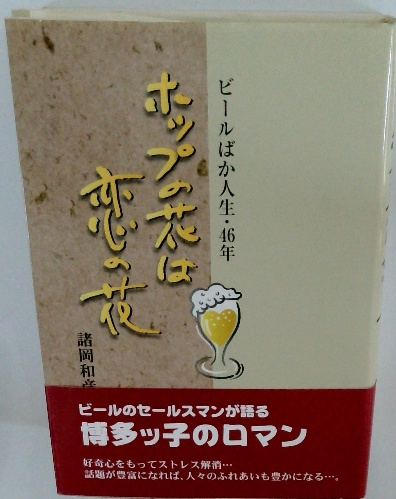 ビールばか人生・46年
ホップの花は
恋の花
諸岡和彦
ビールのセールスマンが語る
博多ッ子のロマン
好奇心をもってストレス解消…
話題が豊富になれば、人々のふれあいも豊かになる…。